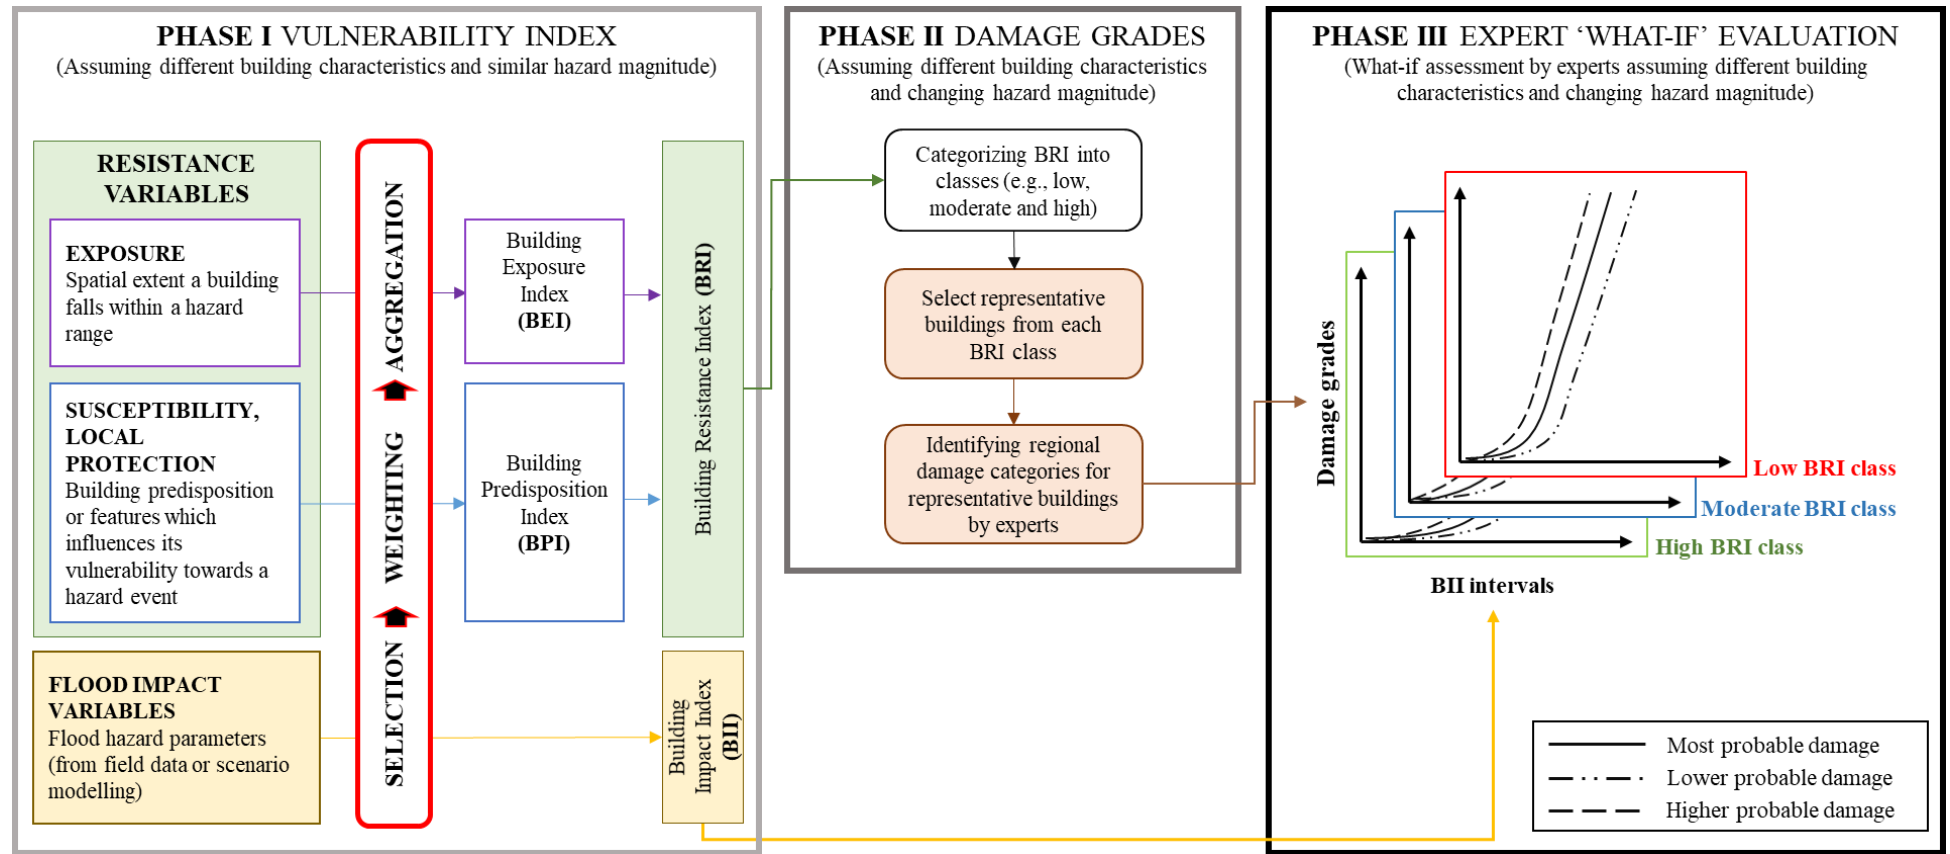 PHASE I VULNERABILITY INDEX
(Assuming different building characteristics and similar hazard magnitude)
RESISTANCE
VARIABLES
EXPOSURE
Spatial extent a building
falls within a hazard
range
SUSCEPTIBILITY,
LOCAL
PROTECTION
Building predisposition
or features which
influences its
vulnerability towards a
hazard event
FLOOD IMPACT
VARIABLES
Flood hazard parameters
(from field data or scenario
modelling)
SELECTION
WEIGHTING
AGGREGATION
Building
Exposure
Index
(BEI)
Building
Predisposition
Index
(BPI)
Building Resistance Index (BRI)
Building
Impact Index
(BII)
PHASE II DAMAGE GRADES
(Assuming different building characteristics
and changing hazard magnitude)
Categorizing BRI into
classes (e.g., low,
moderate and high)
Select representative
buildings from each
BRI class
Identifying regional
damage categories for
representative buildings
by experts
PHASE III EXPERT ‘WHAT-IF’ EVALUATION
(What-if assessment by experts assuming different building
characteristics and changing hazard magnitude)
Damage grades
Low BRI class
Moderate BRI class
High BRI class
BII intervals
Most probable damage
Lower probable damage
Higher probable damage